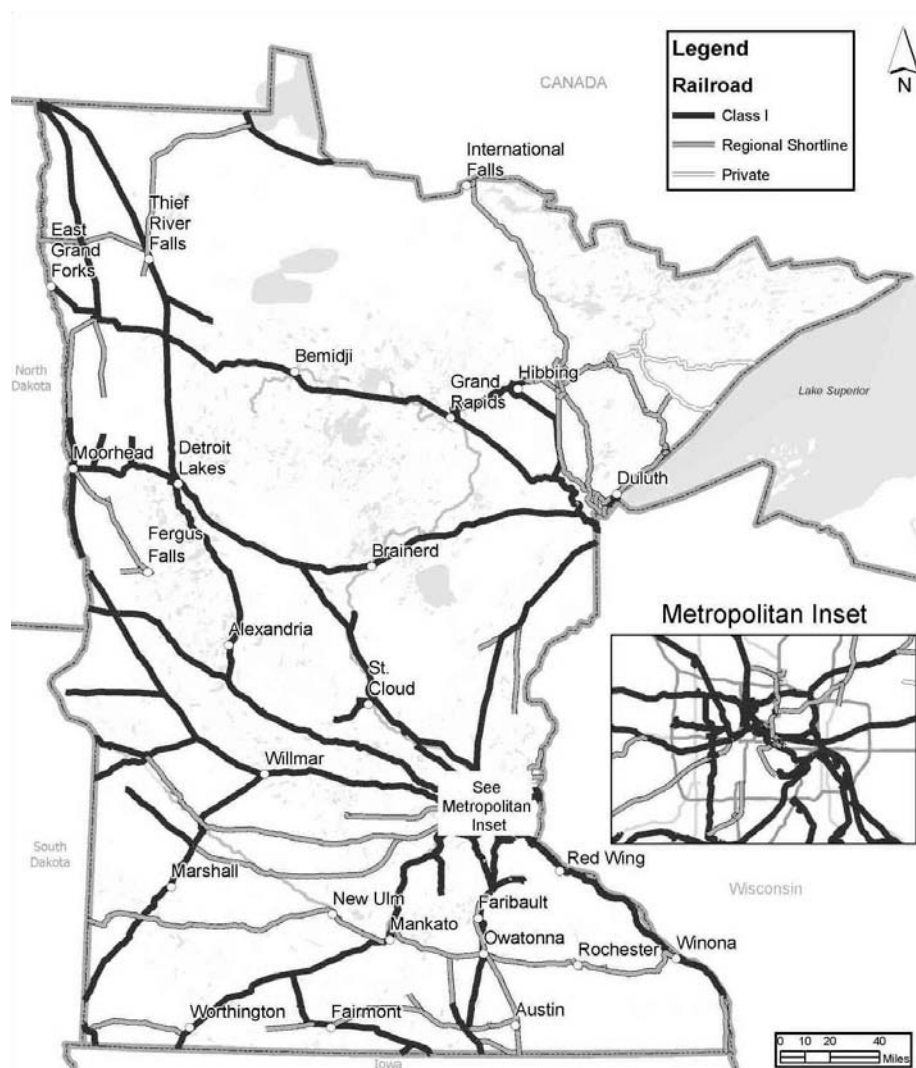 Legend
Railroad
Class I
Regional Shortline
Private
N
CANADA
International
Falls
Thief
River
Falls
East
Grand
Forks
North
Dakota
Bemidji
Grand
Rapids
Hibbing
Lake Superior
Moorhead
Detroit
Lakes
Duluth
Fergus
Falls
Brainerd
Alexandria
St.
Cloud
Metropolitan Inset
Willmar
See
Metropolitan
Inset
South
Dakota
Marshall
Red Wing
Wisconsin
New Ulm
Mankato
Faribault
Owatonna
Rochester
Winona
Worthington
Fairmont
Austin
Iowa
0 10 20 40
Miles